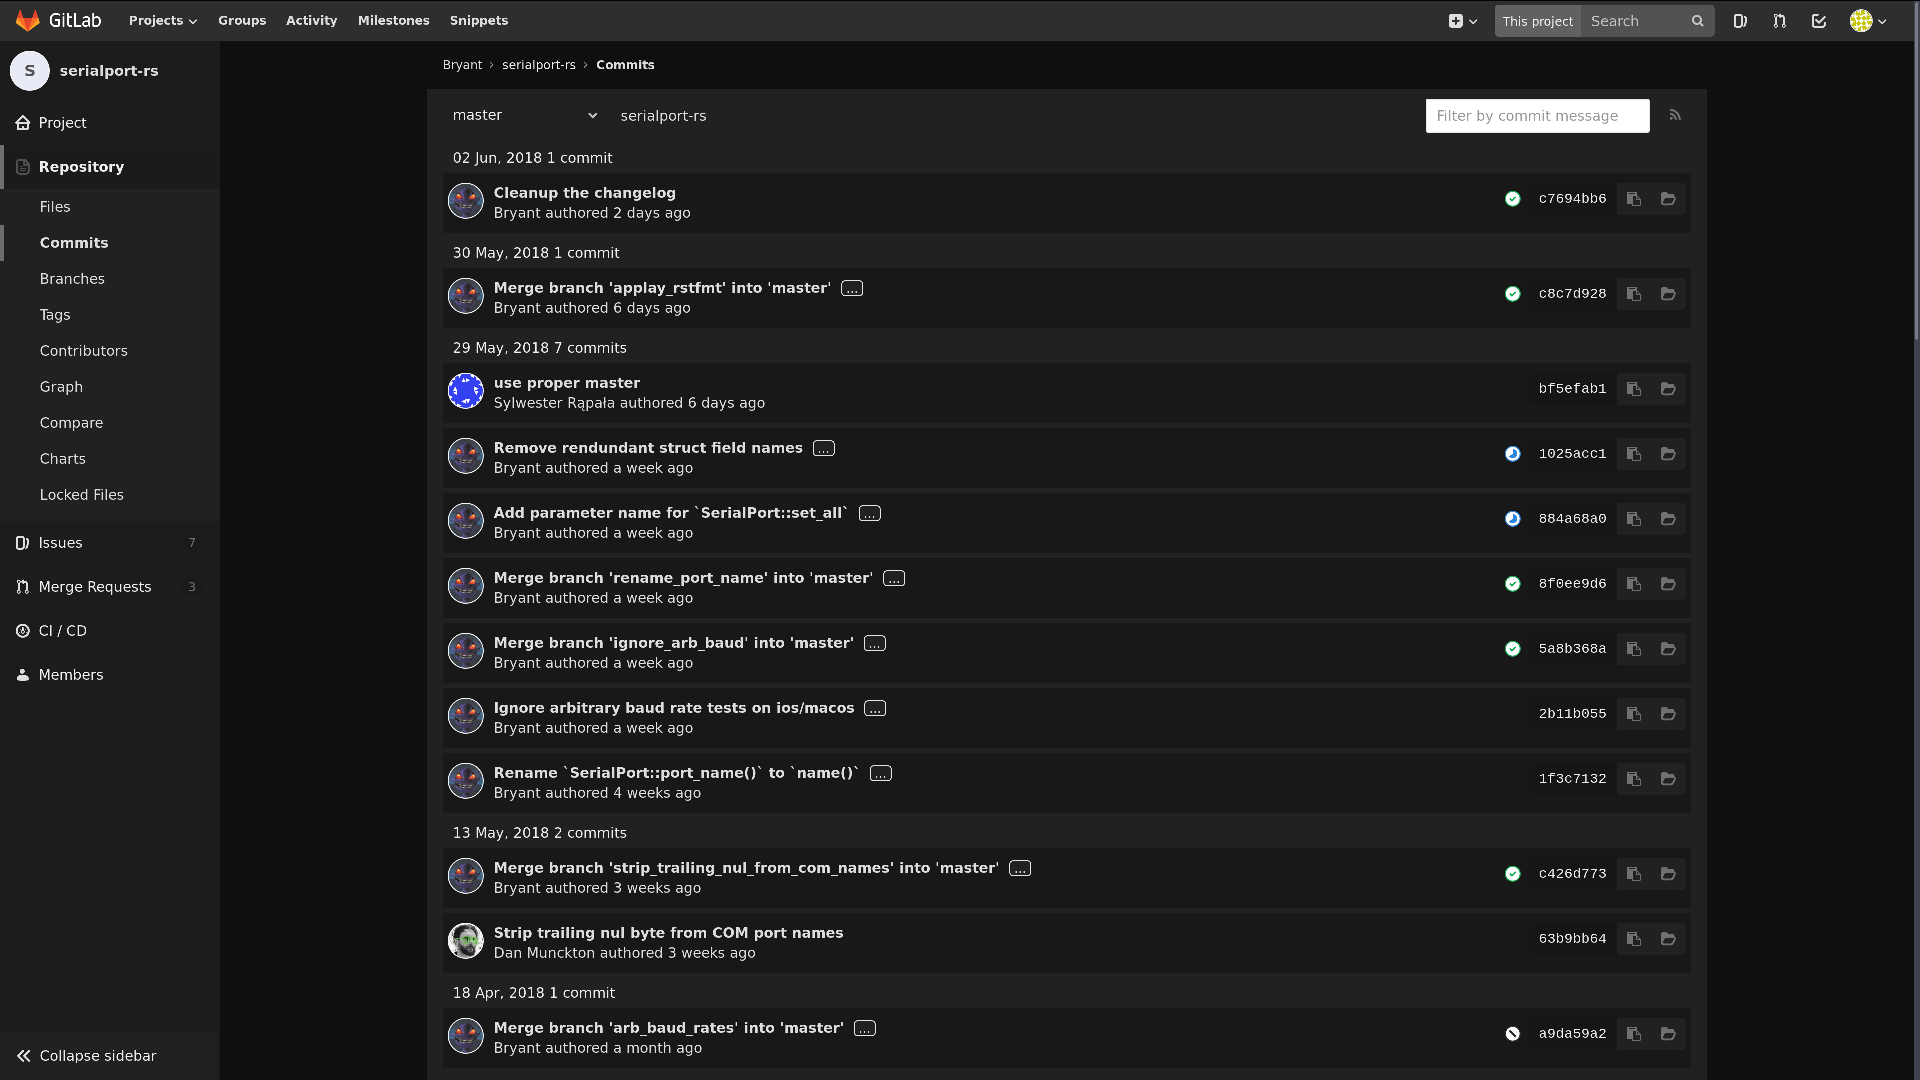 GitLab Projects Groups Activity Milestones Snippets This project Search
S serialport-rs
Project
Repository
Files
Commits
Branches
Tags
Contributors
Graph
Compare
Charts
Locked Files
Issues 7
Merge Requests 3
CI / CD
Members
Collapse sidebar
Bryant › serialport-rs › Commits
master serialport-rs Filter by commit message
02 Jun, 2018 1 commit
Cleanup the changelog
Bryant authored 2 days ago
c7694bb6
30 May, 2018 1 commit
Merge branch 'applay_rstfmt' into 'master' ...
Bryant authored 6 days ago
c8c7d928
29 May, 2018 7 commits
use proper master
Sylwester Rąpała authored 6 days ago
bf5efab1
Remove rendundant struct field names ...
Bryant authored a week ago
1025acc1
Add parameter name for `SerialPort::set_all` ...
Bryant authored a week ago
884a68a0
Merge branch 'rename_port_name' into 'master' ...
Bryant authored a week ago
8f0ee9d6
Merge branch 'ignore_arb_baud' into 'master' ...
Bryant authored a week ago
5a8b368a
Ignore arbitrary baud rate tests on ios/macos ...
Bryant authored a week ago
2b11b055
Rename `SerialPort::port_name()` to `name()` ...
Bryant authored 4 weeks ago
1f3c7132
13 May, 2018 2 commits
Merge branch 'strip_trailing_nul_from_com_names' into 'master' ...
Bryant authored 3 weeks ago
c426d773
Strip trailing nul byte from COM port names
Dan Munckton authored 3 weeks ago
63b9bb64
18 Apr, 2018 1 commit
Merge branch 'arb_baud_rates' into 'master' ...
Bryant authored a month ago
a9da59a2